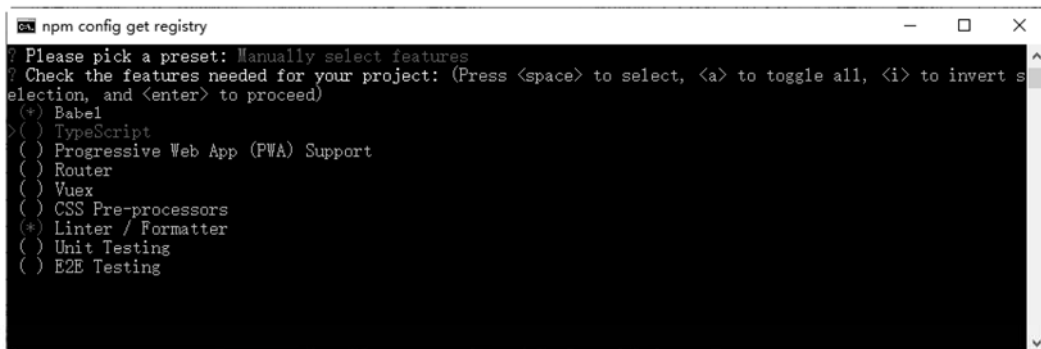 npm config get registry
? Please pick a preset: Manually select features
? Check the features needed for your project: (Press <space> to select, <a> to toggle all, <i> to invert s
election, and <enter> to proceed)
(*) Babel
>( ) TypeScript
( ) Progressive Web App (PWA) Support
( ) Router
( ) Vuex
( ) CSS Pre-processors
(*) Linter / Formatter
( ) Unit Testing
( ) E2E Testing